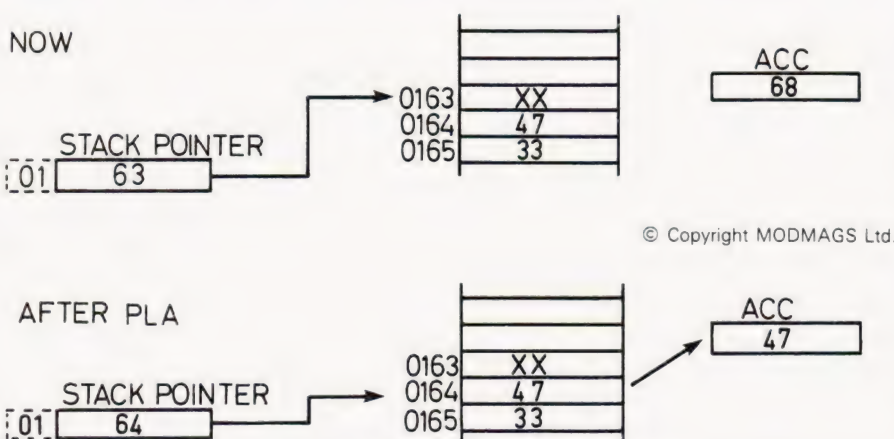 NOW
ACC
68
0163 XX
0164 47
0165 33
STACK POINTER
01 63
© Copyright MODMAGS Ltd.
AFTER PLA
ACC
47
0163 XX
0164 47
0165 33
STACK POINTER
01 64